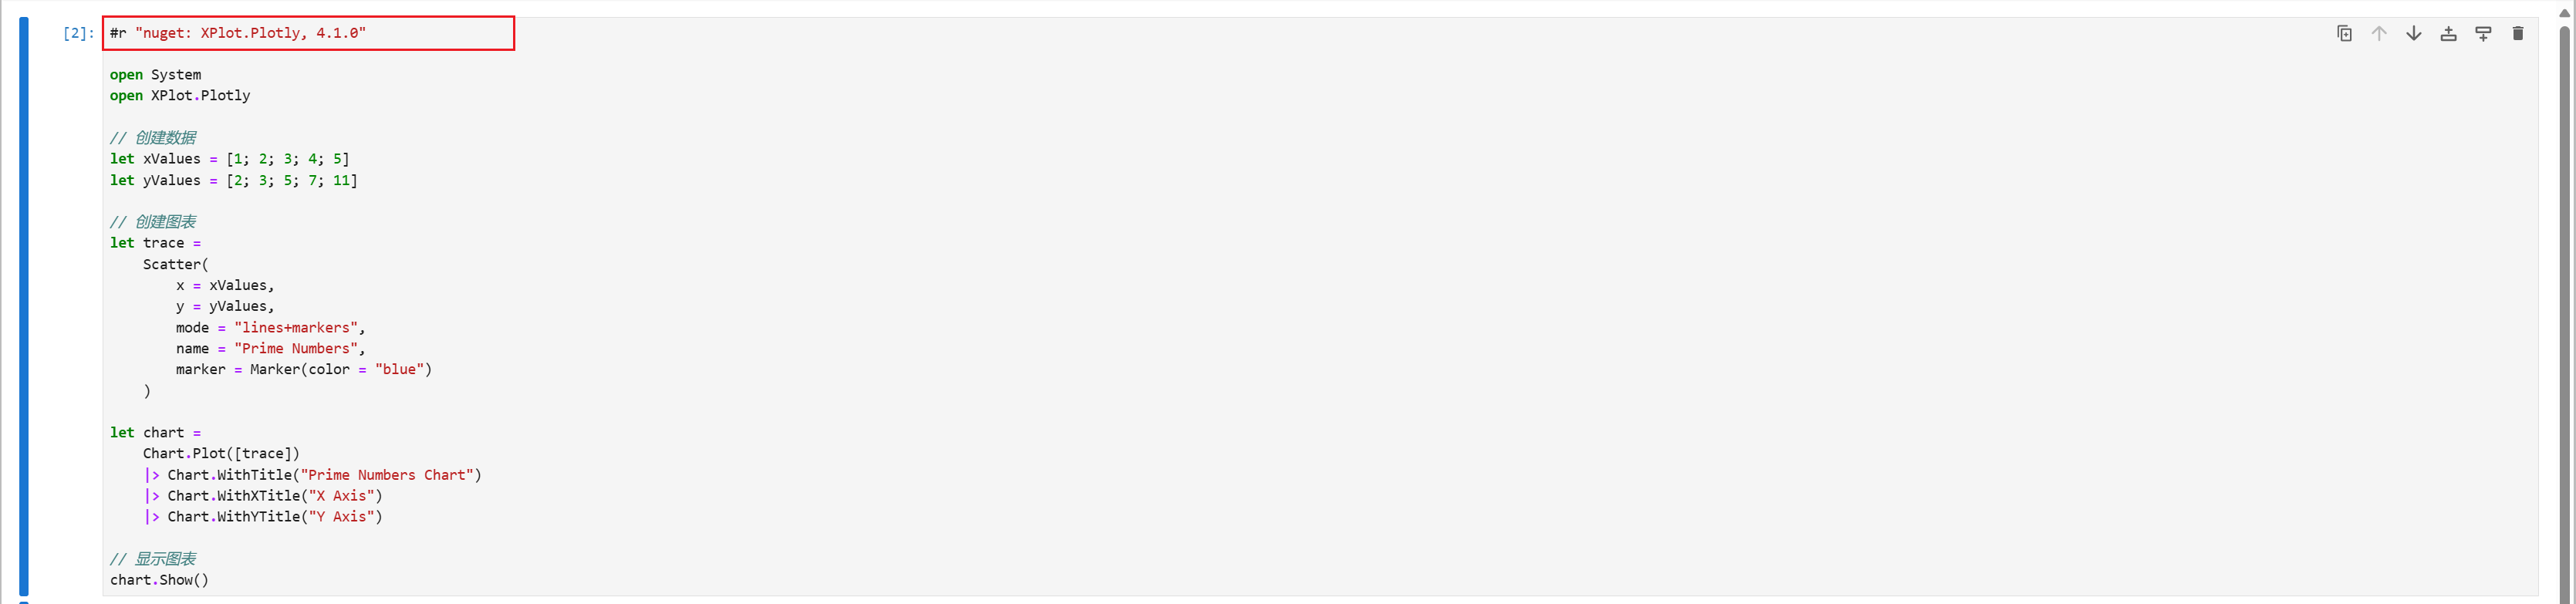 [2]: #r "nuget: XPlot.Plotly, 4.1.0"
open System
open XPlot.Plotly
// 创建数据
let xValues = [1; 2; 3; 4; 5]
let yValues = [2; 3; 5; 7; 11]
// 创建图表
let trace =
    Scatter(
        x = xValues,
        y = yValues,
        mode = "lines+markers",
        name = "Prime Numbers",
        marker = Marker(color = "blue")
    )
let chart =
    Chart.Plot([trace])
    |> Chart.WithTitle("Prime Numbers Chart")
    |> Chart.WithXTitle("X Axis")
    |> Chart.WithYTitle("Y Axis")
// 显示图表
chart.Show()